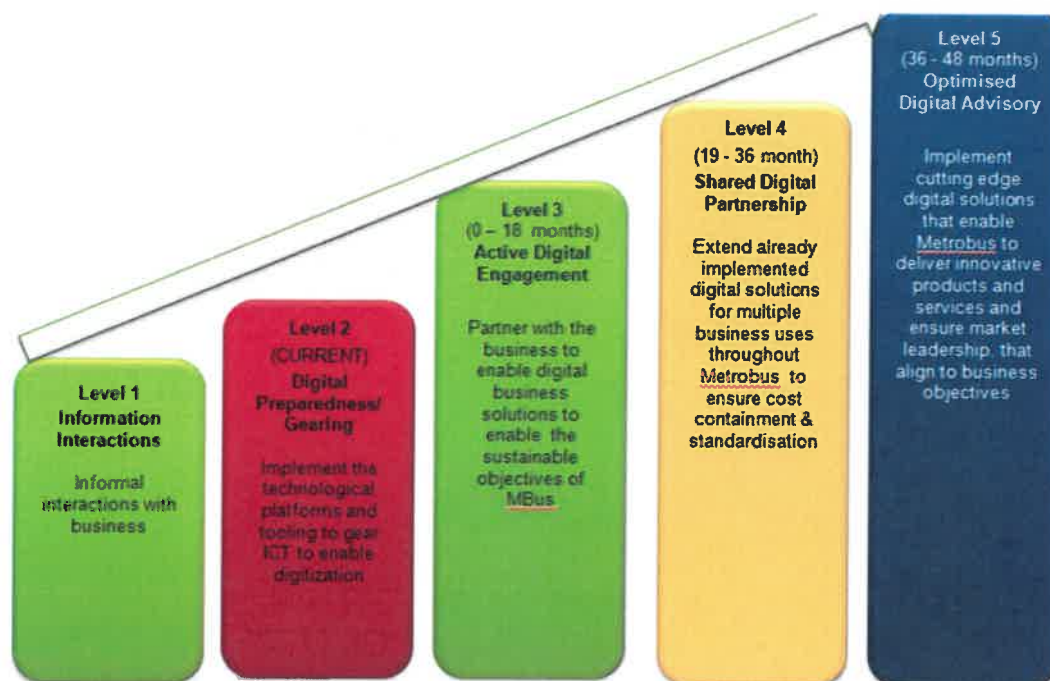 Level 1
Information
Interactions
Informal
interactions with
business
Level 2
(CURRENT)
Digital
Preparedness/
Gearing
Implement the
technological
platforms and
tooling to gear
ICT to enable
digitization
Level 3
(0 – 18 months)
Active Digital
Engagement
Partner with the
business to
enable digital
business
solutions to
enable the
sustainable
objectives of
MBus
Level 4
(19 - 36 month)
Shared Digital
Partnership
Extend already
implemented
digital solutions
for multiple
business uses
throughout
Metrobus to
ensure cost
containment &
standardisation
Level 5
(36 - 48 months)
Optimised
Digital Advisory
Implement
cutting edge
digital solutions
that enable
Metrobus to
deliver innovative
products and
services and
ensure market
leadership that
align to business
objectives